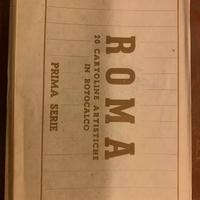 ROMA
20 CARTOLINE ARTISTICHE
IN ROTOCALCO
PRIMA SERIE